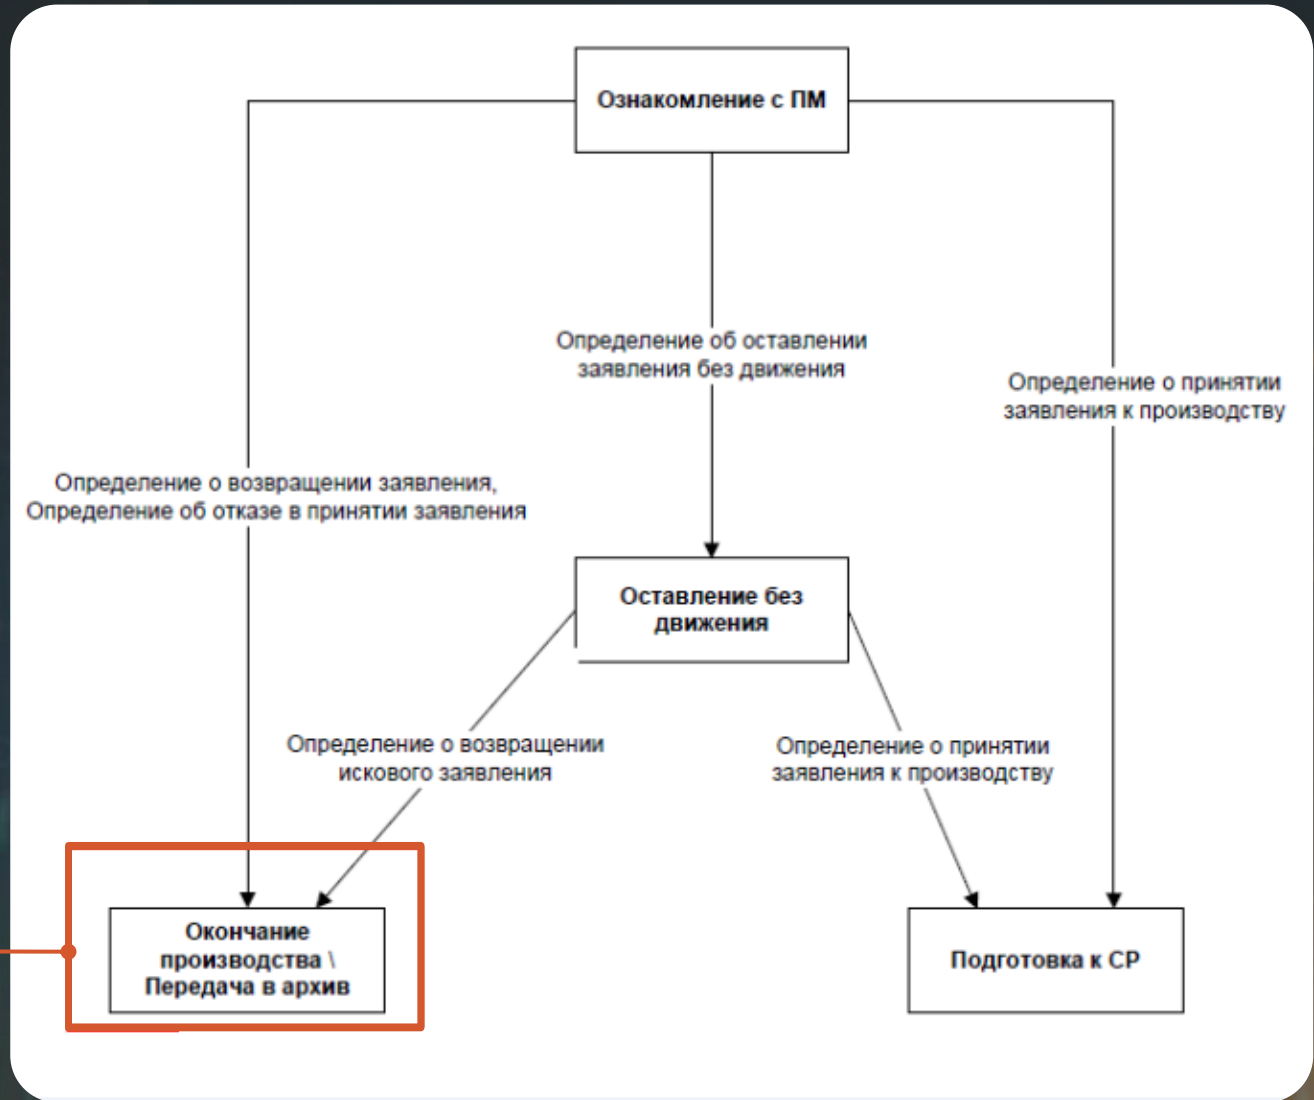 Ознакомление с ПМ
Определение об оставлении
заявления без движения
Определение о принятии
заявления к производству
Определение о возвращении заявления,
Определение об отказе в принятии заявления
Оставление без
движения
Определение о возвращении
искового заявления
Определение о принятии
заявления к производству
Окончание
производства \
Передача в архив
Подготовка к СР